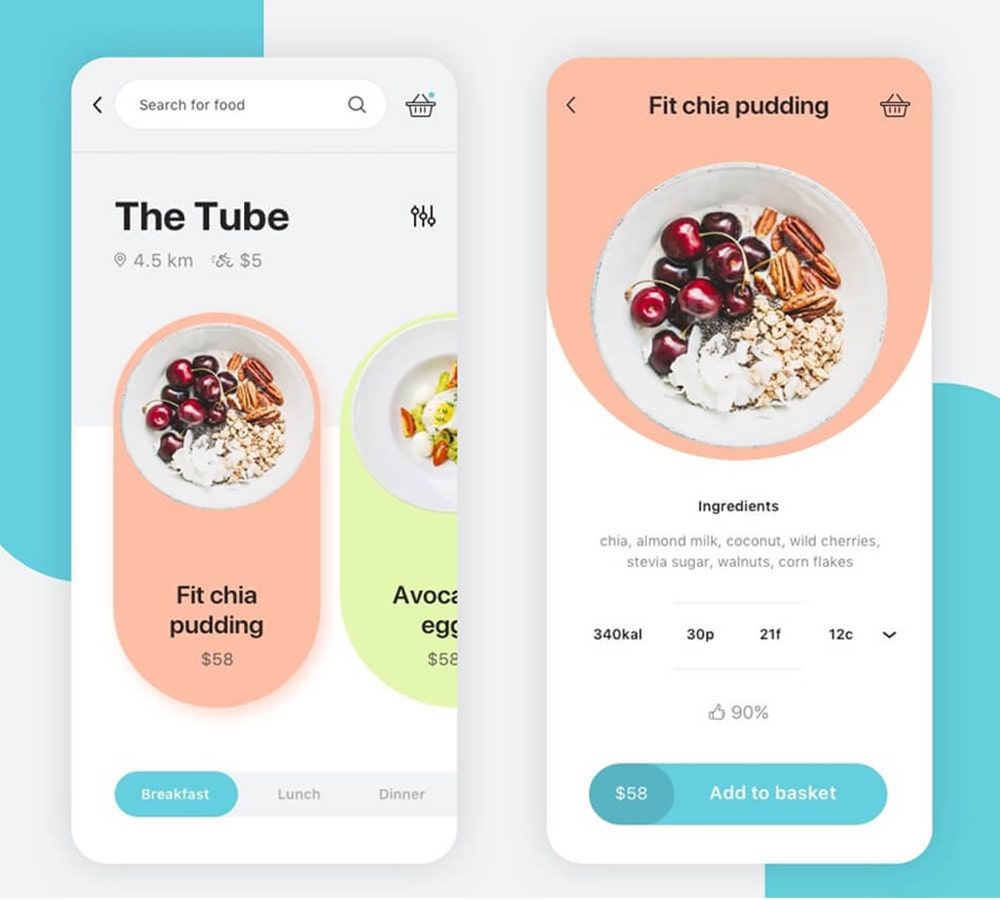 Search for food
The Tube
4.5 km $5
Fit chia
pudding
$58
Avoca
egg
$58
Breakfast Lunch Dinner
Fit chia pudding
Ingredients
chia, almond milk, coconut, wild cherries,
stevia sugar, walnuts, corn flakes
340kal 30p 21f 12c
90%
$58 Add to basket